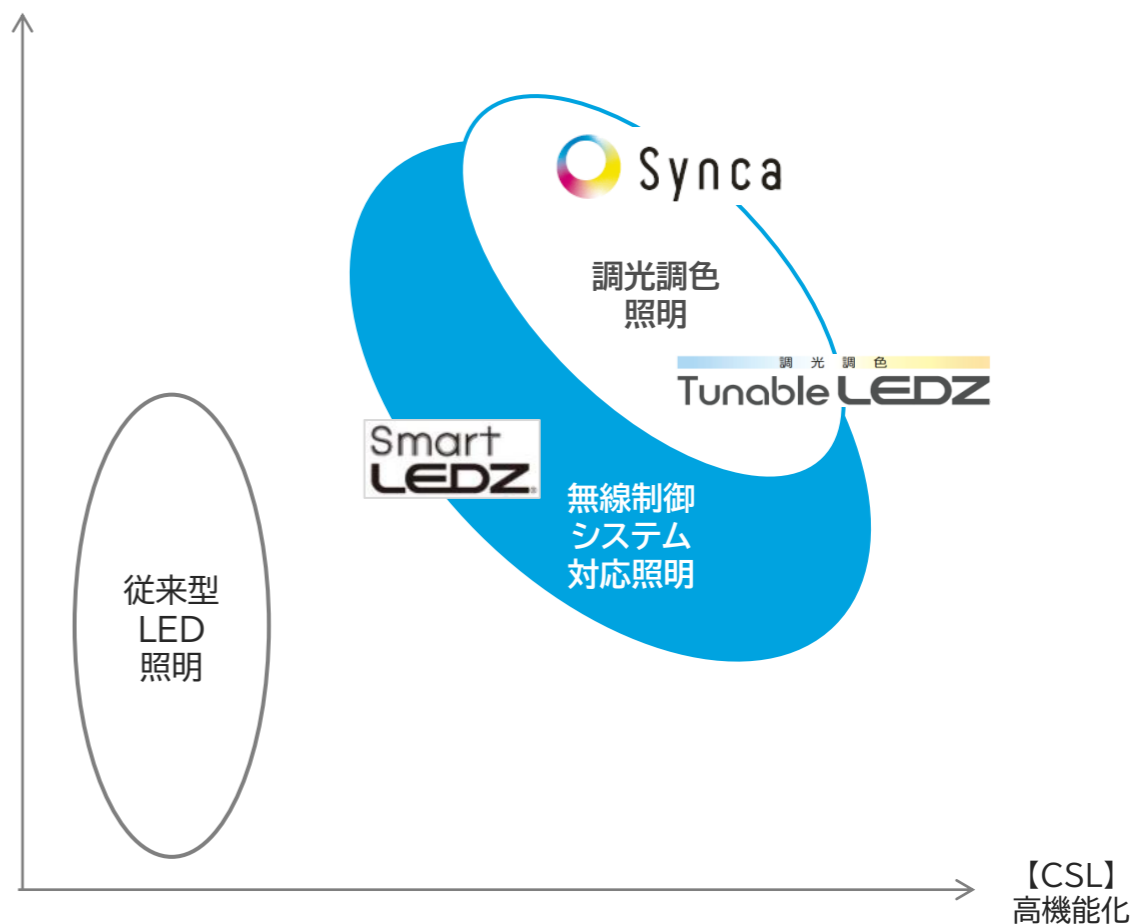 Synca
調光調色
照明
調光調色
Tunable LEDZ
Smart
LEDZ®
無線制御
システム
対応照明
従来型
LED
照明
【CSL】
高機能化